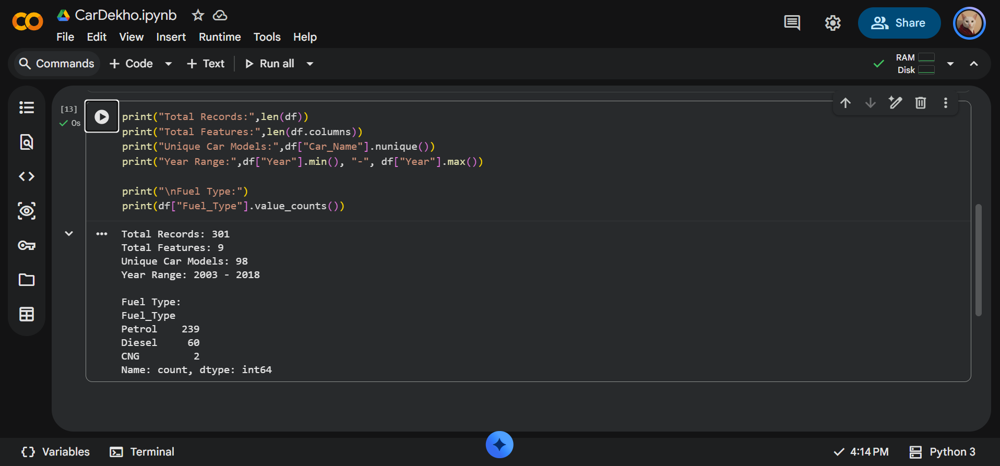 CarDekho.ipynb
File Edit View Insert Runtime Tools Help
Share
Commands + Code + Text Run all
RAM
Disk
[13]
0s
print("Total Records:",len(df))
print("Total Features:",len(df.columns))
print("Unique Car Models:",df["Car_Name"].nunique())
print("Year Range:",df["Year"].min(), "-", df["Year"].max())
print("\nFuel Type:")
print(df["Fuel_Type"].value_counts())
Total Records: 301
Total Features: 9
Unique Car Models: 98
Year Range: 2003 - 2018
Fuel Type:
Fuel_Type
Petrol    239
Diesel     60
CNG         2
Name: count, dtype: int64
Variables Terminal 4:14 PM Python 3